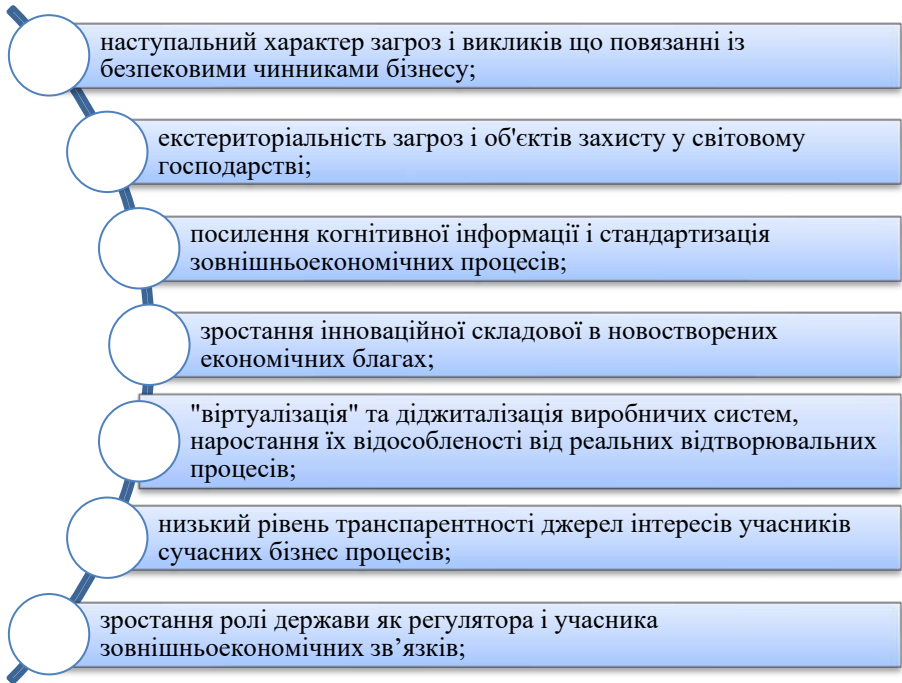 наступальний характер загроз і викликів що повязанні із
безпековими чинниками бізнесу;
екстериторіальність загроз і об'єктів захисту у світовому
господарстві;
посилення когнітивної інформації і стандартизація
зовнішньоекономічних процесів;
зростання інноваційної складової в новостворених
економічних благах;
"віртуалізація" та діджиталізація виробничих систем,
наростання їх відособленості від реальних відтворювальних
процесів;
низький рівень транспарентності джерел інтересів учасників
сучасних бізнес процесів;
зростання ролі держави як регулятора і учасника
зовнішньоекономічних зв’язків;